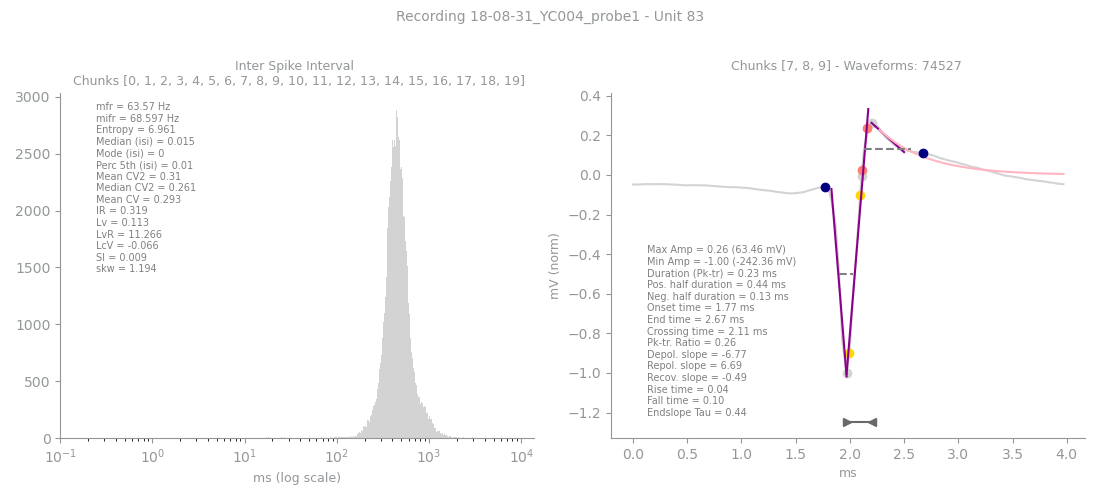 Recording 18-08-31_YC004_probe1 - Unit 83
Inter Spike Interval
Chunks [0, 1, 2, 3, 4, 5, 6, 7, 8, 9, 10, 11, 12, 13, 14, 15, 16, 17, 18, 19]
3000
2500
2000
1500
1000
500
0
mfr = 63.57 Hz
mifr = 68.597 Hz
Entropy = 6.961
Median (isi) = 0.015
Mode (isi) = 0
Perc 5th (isi) = 0.01
Mean CV2 = 0.31
Median CV2 = 0.261
Mean CV = 0.293
IR = 0.319
Lv = 0.113
LvR = 11.266
LcV = -0.066
SI = 0.009
skw = 1.194
10⁻¹ 10⁰ 10¹ 10² 10³ 10⁴
ms (log scale)
Chunks [7, 8, 9] - Waveforms: 74527
mV (norm)
0.4
0.2
0.0
−0.2
−0.4
−0.6
−0.8
−1.0
−1.2
Max Amp = 0.26 (63.46 mV)
Min Amp = -1.00 (-242.36 mV)
Duration (Pk-tr) = 0.23 ms
Pos. half duration = 0.44 ms
Neg. half duration = 0.13 ms
Onset time = 1.77 ms
End time = 2.67 ms
Crossing time = 2.11 ms
Pk-tr. Ratio = 0.26
Depol. slope = -6.77
Repol. slope = 6.69
Recov. slope = -0.49
Rise time = 0.04
Fall time = 0.10
Endslope Tau = 0.44
0.0 0.5 1.0 1.5 2.0 2.5 3.0 3.5 4.0
ms